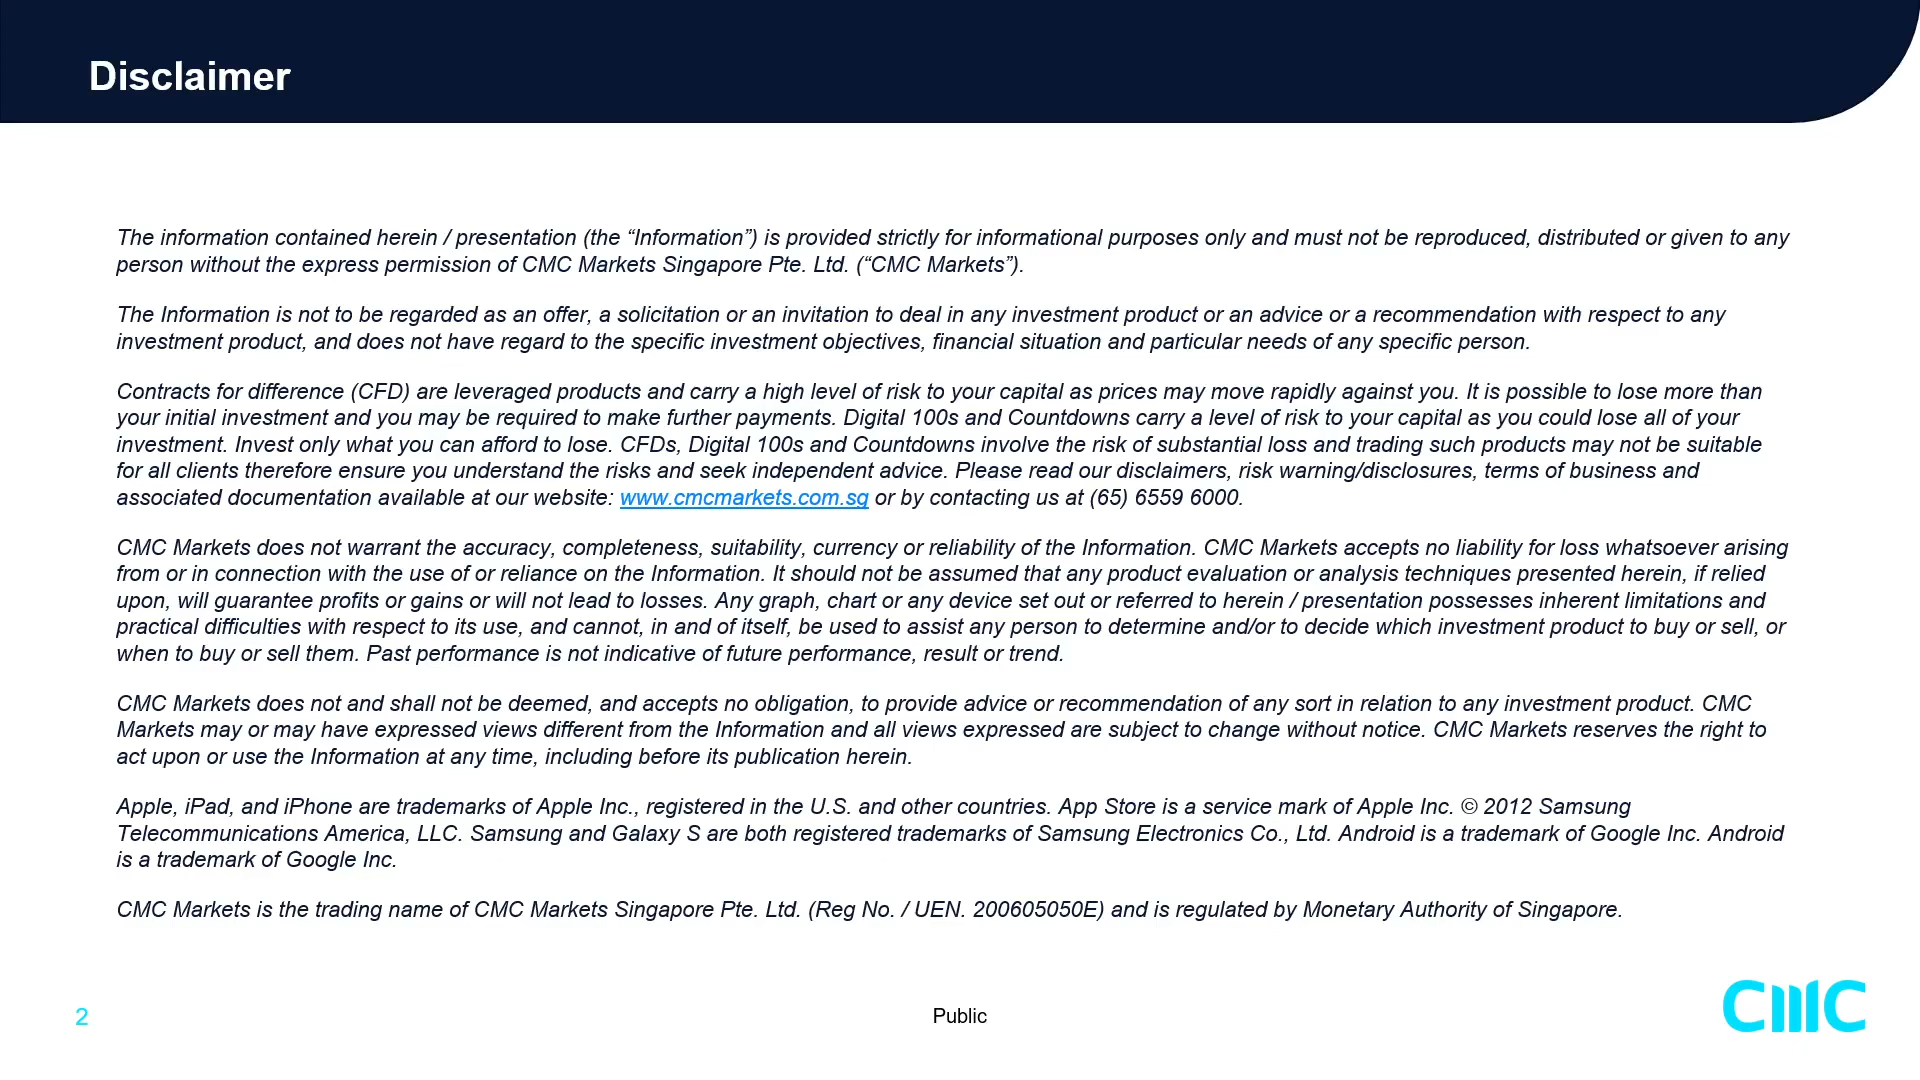 Disclaimer
The information contained herein / presentation (the “Information”) is provided strictly for informational purposes only and must not be reproduced, distributed or given to any
person without the express permission of CMC Markets Singapore Pte. Ltd. (“CMC Markets”).
The Information is not to be regarded as an offer, a solicitation or an invitation to deal in any investment product or an advice or a recommendation with respect to any
investment product, and does not have regard to the specific investment objectives, financial situation and particular needs of any specific person.
Contracts for difference (CFD) are leveraged products and carry a high level of risk to your capital as prices may move rapidly against you. It is possible to lose more than
your initial investment and you may be required to make further payments. Digital 100s and Countdowns carry a level of risk to your capital as you could lose all of your
investment. Invest only what you can afford to lose. CFDs, Digital 100s and Countdowns involve the risk of substantial loss and trading such products may not be suitable
for all clients therefore ensure you understand the risks and seek independent advice. Please read our disclaimers, risk warning/disclosures, terms of business and
associated documentation available at our website: www.cmcmarkets.com.sg or by contacting us at (65) 6559 6000.
CMC Markets does not warrant the accuracy, completeness, suitability, currency or reliability of the Information. CMC Markets accepts no liability for loss whatsoever arising
from or in connection with the use of or reliance on the Information. It should not be assumed that any product evaluation or analysis techniques presented herein, if relied
upon, will guarantee profits or gains or will not lead to losses. Any graph, chart or any device set out or referred to herein / presentation possesses inherent limitations and
practical difficulties with respect to its use, and cannot, in and of itself, be used to assist any person to determine and/or to decide which investment product to buy or sell, or
when to buy or sell them. Past performance is not indicative of future performance, result or trend.
CMC Markets does not and shall not be deemed, and accepts no obligation, to provide advice or recommendation of any sort in relation to any investment product. CMC
Markets may or may have expressed views different from the Information and all views expressed are subject to change without notice. CMC Markets reserves the right to
act upon or use the Information at any time, including before its publication herein.
Apple, iPad, and iPhone are trademarks of Apple Inc., registered in the U.S. and other countries. App Store is a service mark of Apple Inc. © 2012 Samsung
Telecommunications America, LLC. Samsung and Galaxy S are both registered trademarks of Samsung Electronics Co., Ltd. Android is a trademark of Google Inc. Android
is a trademark of Google Inc.
CMC Markets is the trading name of CMC Markets Singapore Pte. Ltd. (Reg No. / UEN. 200605050E) and is regulated by Monetary Authority of Singapore.
2
Public
CMC